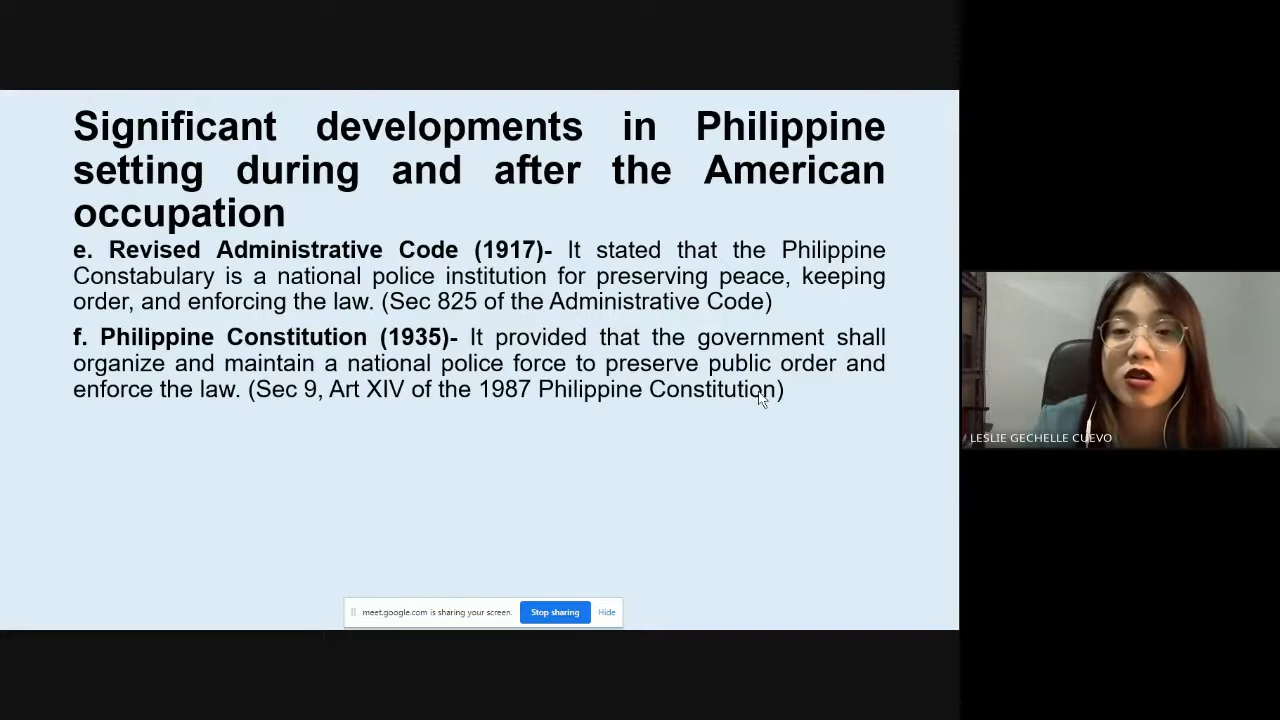 Significant developments in Philippine
setting during and after the American
occupation
e. Revised Administrative Code (1917)- It stated that the Philippine
Constabulary is a national police institution for preserving peace, keeping
order, and enforcing the law. (Sec 825 of the Administrative Code)
f. Philippine Constitution (1935)- It provided that the government shall
organize and maintain a national police force to preserve public order and
enforce the law. (Sec 9, Art XIV of the 1987 Philippine Constitution)
LESLIE GECHELLE CUEVO
meet.google.com is sharing your screen. Stop sharing Hide